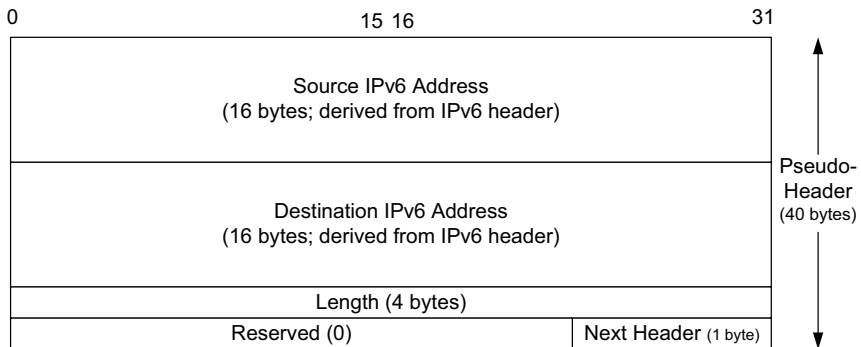 0 15 16 31
Source IPv6 Address
(16 bytes; derived from IPv6 header)
Pseudo-
Header
(40 bytes)
Destination IPv6 Address
(16 bytes; derived from IPv6 header)
Length (4 bytes)
Reserved (0) Next Header (1 byte)